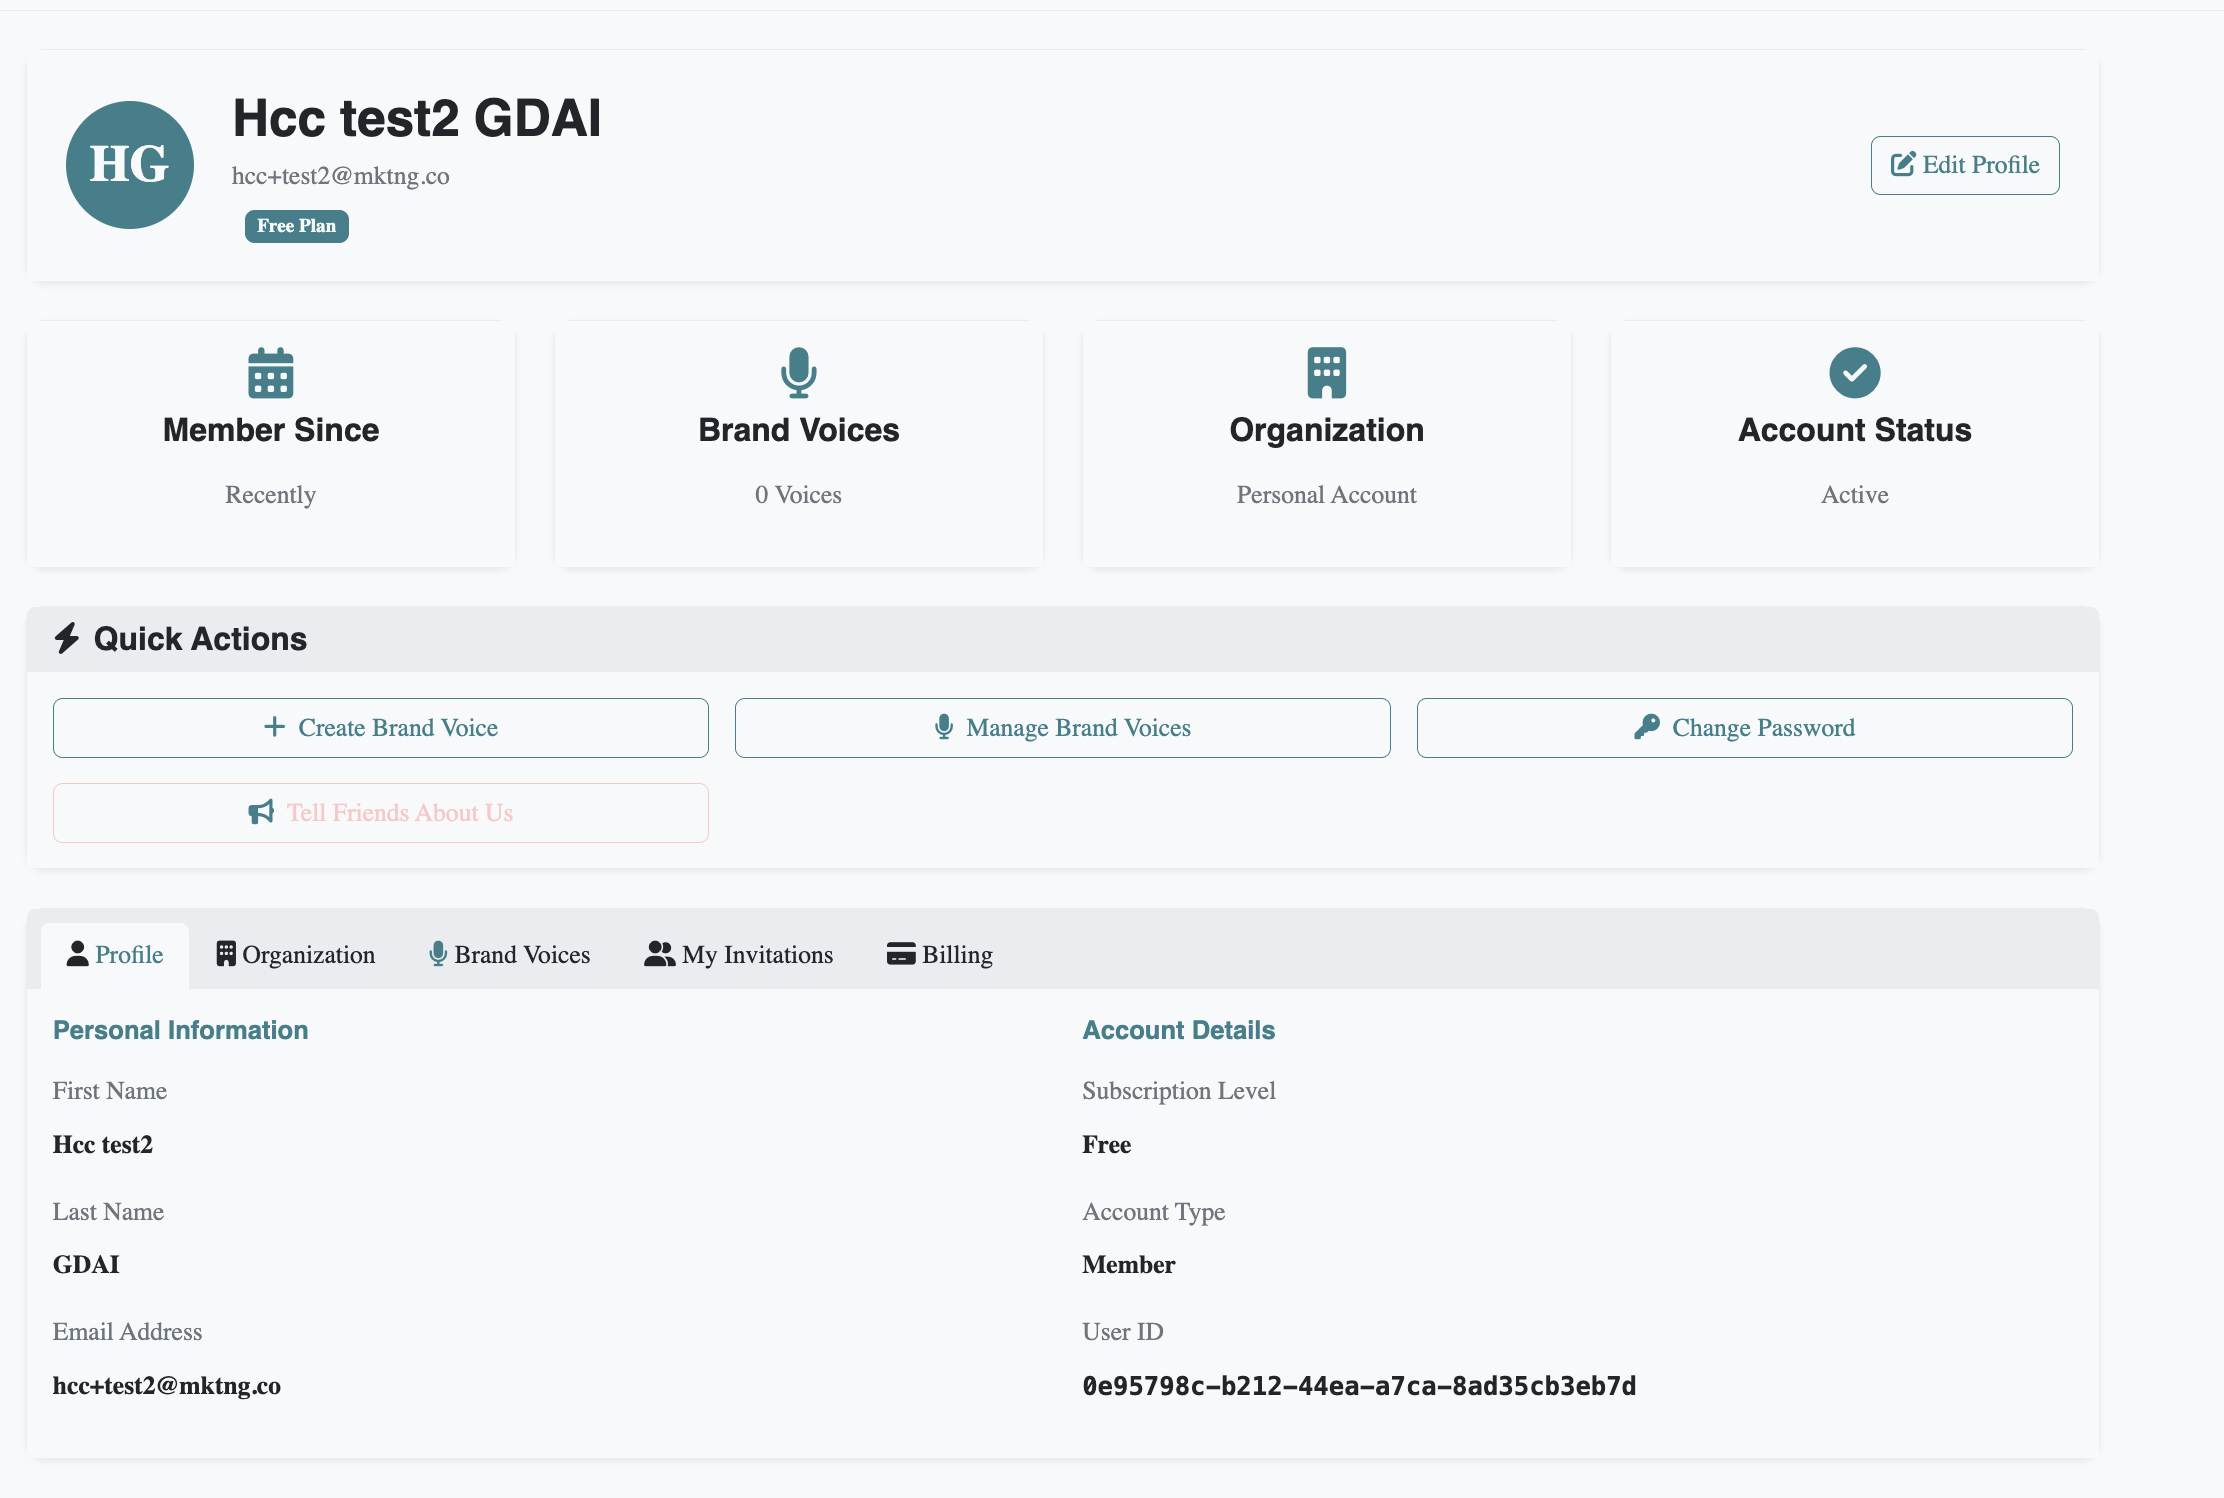 HG
Hcc test2 GDAI
hcc+test2@mktng.co
Free Plan
Edit Profile
Member Since
Recently
Brand Voices
0 Voices
Organization
Personal Account
Account Status
Active
Quick Actions
Create Brand Voice
Manage Brand Voices
Change Password
Tell Friends About Us
Profile
Organization
Brand Voices
My Invitations
Billing
Personal Information
First Name
Hcc test2
Last Name
GDAI
Email Address
hcc+test2@mktng.co
Account Details
Subscription Level
Free
Account Type
Member
User ID
0e95798c-b212-44ea-a7ca-8ad35cb3eb7d